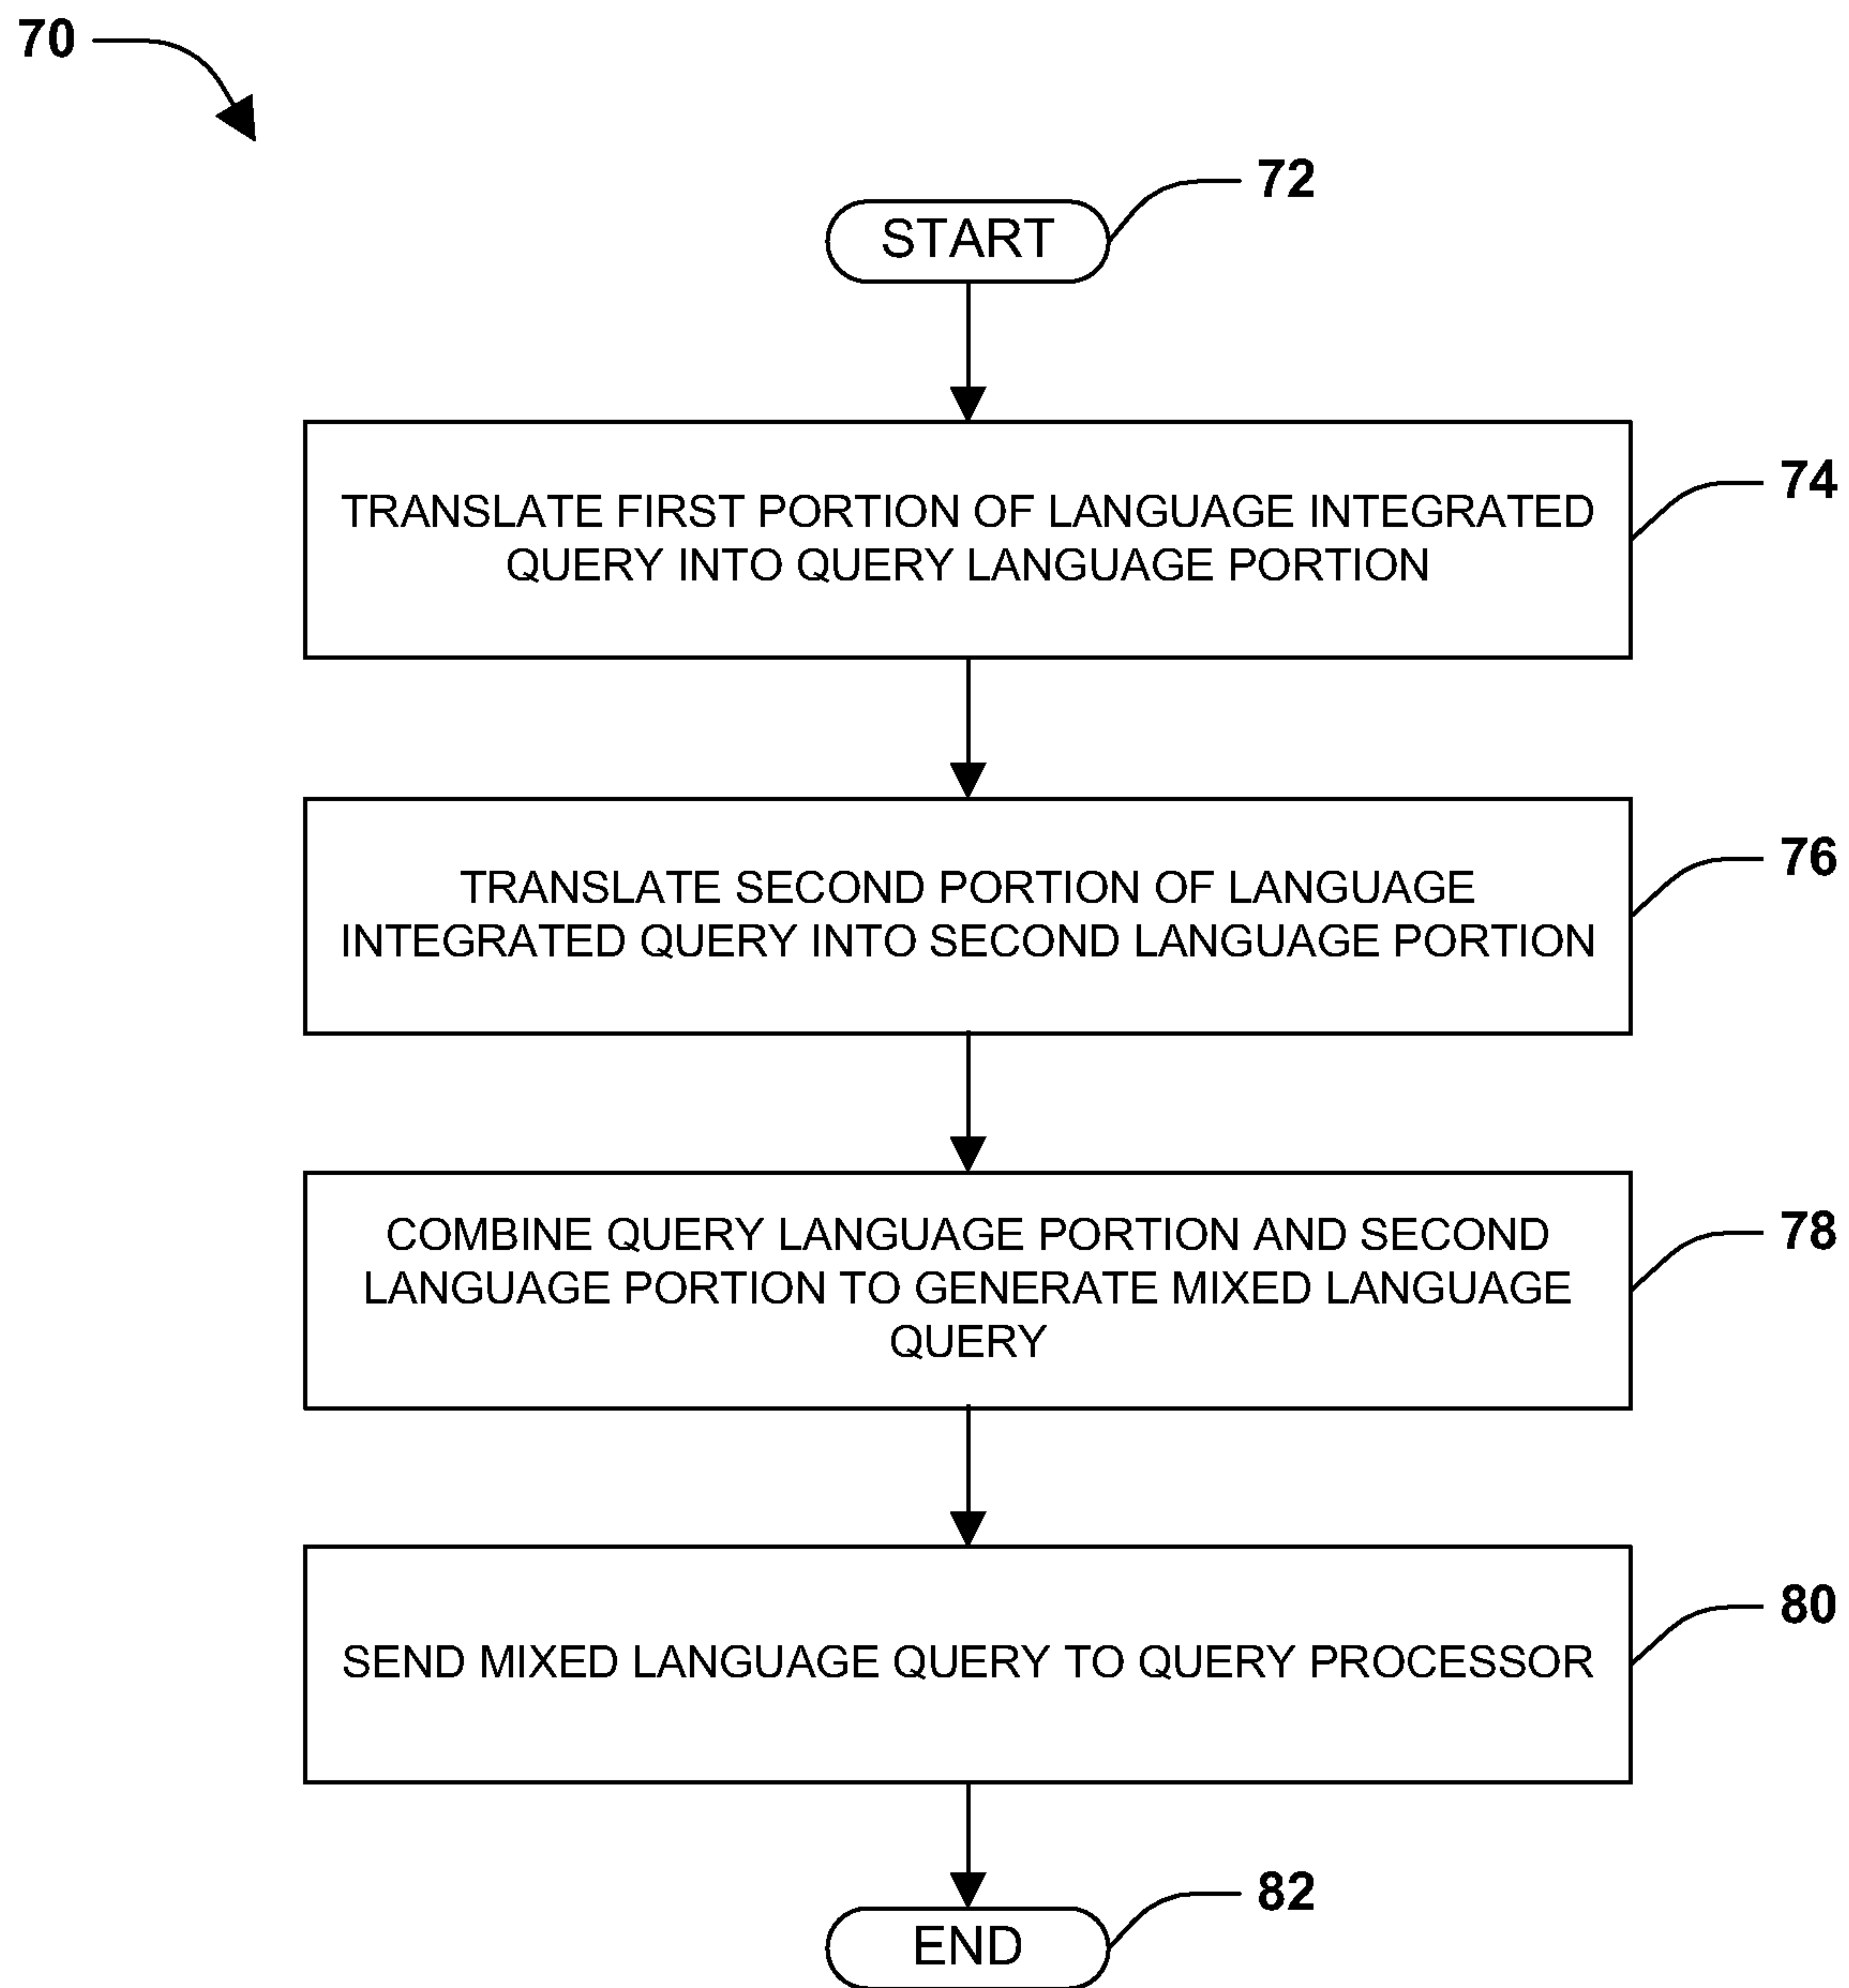 70
72
START
74
TRANSLATE FIRST PORTION OF LANGUAGE INTEGRATED
QUERY INTO QUERY LANGUAGE PORTION
76
TRANSLATE SECOND PORTION OF LANGUAGE
INTEGRATED QUERY INTO SECOND LANGUAGE PORTION
78
COMBINE QUERY LANGUAGE PORTION AND SECOND
LANGUAGE PORTION TO GENERATE MIXED LANGUAGE
QUERY
80
SEND MIXED LANGUAGE QUERY TO QUERY PROCESSOR
82
END